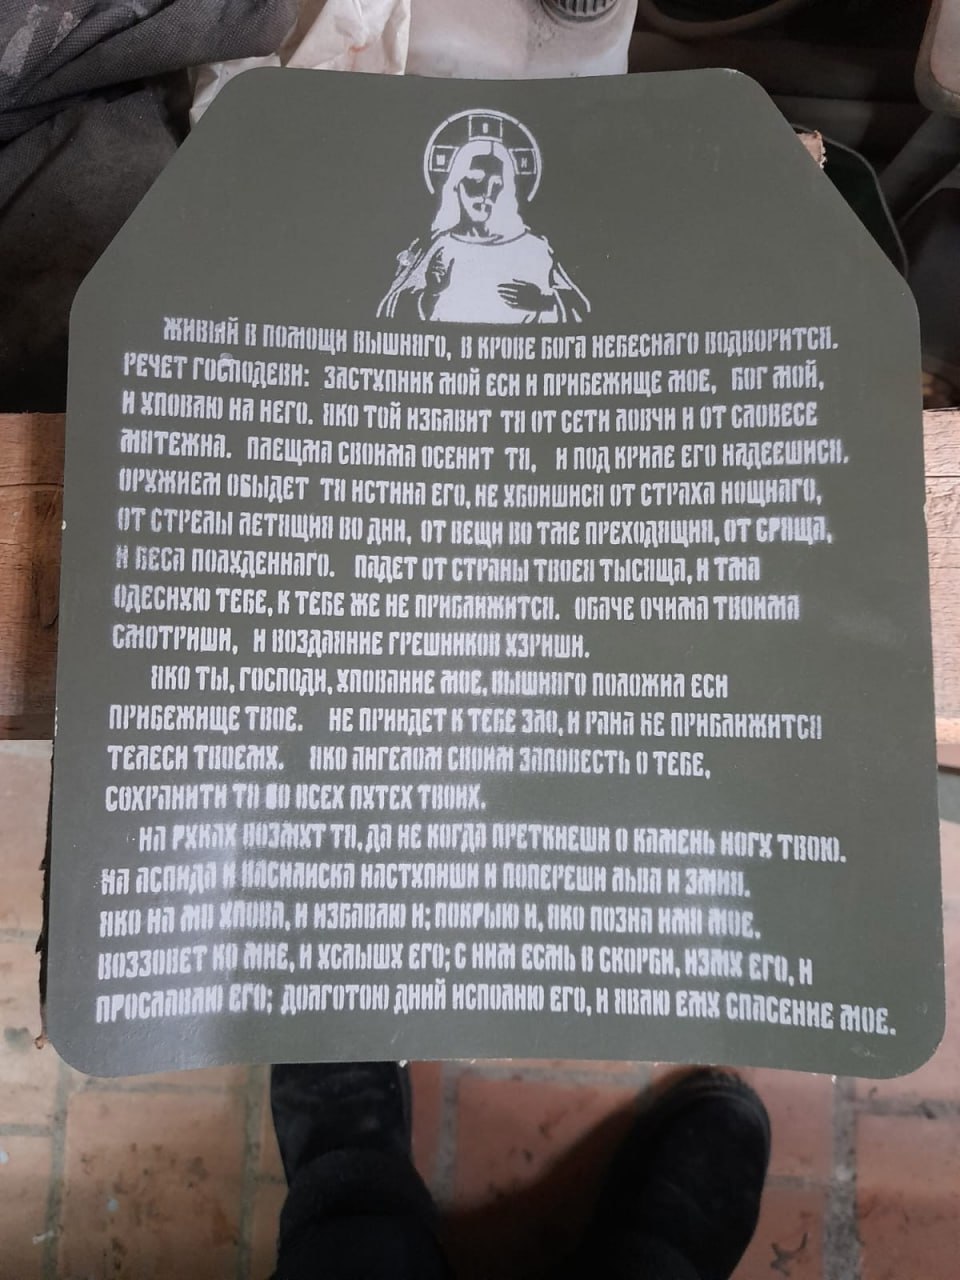 О
W Н
Живый в помощи Вышняго, в крове Бога Небеснаго водворится.
Речет Господеви: Заступник мой еси и прибежище мое, Бог мой,
и уповаю на него. Яко той избавит тя от сети ловчи и от словесе
мятежна. Плещма своима осенит тя, и под криле его надеешися.
Оружием обыдет тя истина его, не убоишися от страха нощнаго,
от стрелы летящия во дни, от вещи во тме преходящия, от сряща,
и беса полуденнаго. Падет от страны твоея тысяща, и тма
одесную тебе, к тебе же не приближится. Обаче очима твоима
смотриши, и воздаяние грешников узриши.
Яко ты, Господи, упование мое, Вышняго положил еси
прибежище твое. Не приидет к тебе зло, и рана не приближится
телеси твоему. Яко Ангелом своим заповесть о тебе,
сохранити тя во всех путех твоих.
На руках возмут тя, да не когда преткнеши о камень ногу твою.
На аспида и василиска наступиши и попереши льва и змия.
Яко на мя упова, и избавлю и; покрыю и, яко позна имя мое.
Воззовет ко мне, и услышу его; с ним есмь в скорби, изму его, и
прославлю его; долготою дний исполню его, и явлю ему спасение мое.